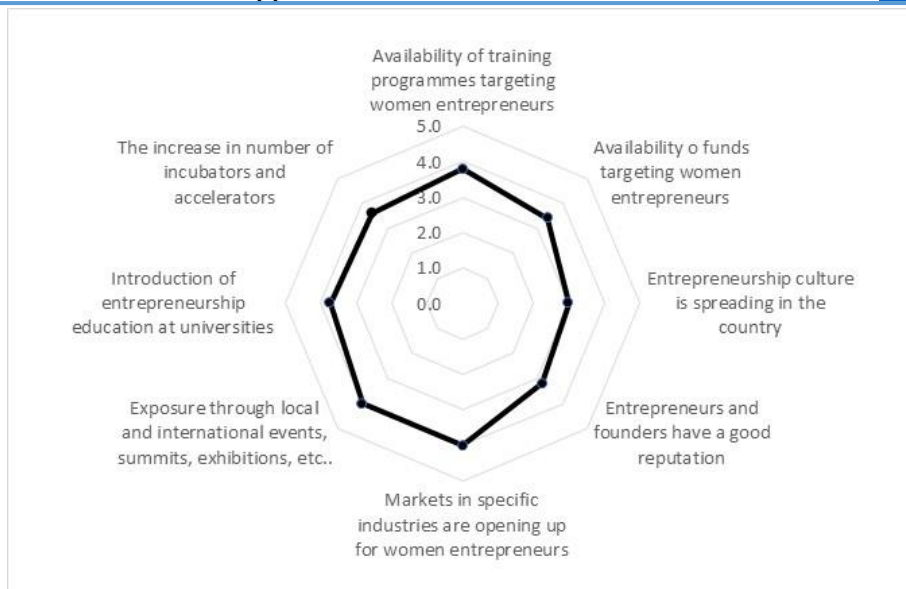 Availability of training
programmes targeting
women entrepreneurs
5.0
4.0
3.0
2.0
1.0
0.0
Availability o funds
targeting women
entrepreneurs
Entrepreneurship culture
is spreading in the
country
Entrepreneurs and
founders have a good
reputation
Markets in specific
industries are opening up
for women entrepreneurs
Exposure through local
and international events,
summits, exhibitions, etc..
Introduction of
entrepreneurship
education at universities
The increase in number of
incubators and
accelerators